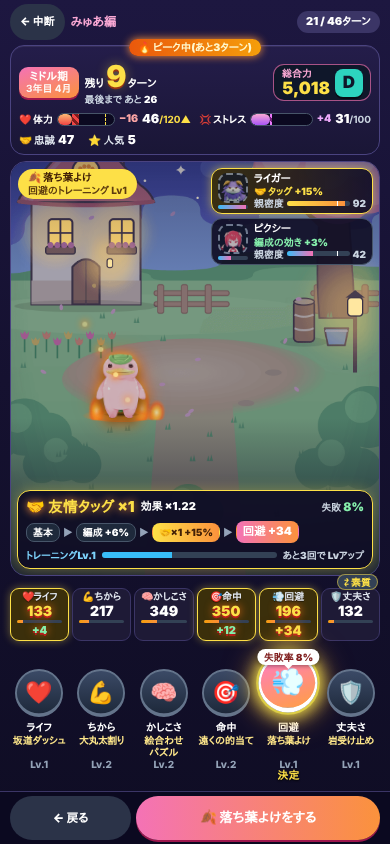 ← 中断
みゅあ編
21 / 46ターン
🔥 ピーク中(あと3ターン)
ミドル期
3年目 4月
残り9ターン
最後まで あと 26
総合力
5,018
D
❤️体力 −16 46/120▲
💢ストレス +4 31/100
🤝 忠誠 47
⭐ 人気 5
🍂 落ち葉よけ
回避のトレーニング Lv1
ライガー
🤝 タッグ +15%
親密度 92
ピクシー
編成の効き +3%
親密度 42
🤝 友情タッグ ×1 効果 ×1.22
失敗 8%
基本 ▶ 編成 +6% ▶ 🤝×1 +15% ▶ 回避 +34
トレーニングLv.1
あと3回でLvアップ
❤️ライフ
133
+4
💪ちから
217
🧠かしこさ
349
🎯命中
350
+12
💨回避
196
+34
素質
🛡️丈夫さ
132
失敗率 8%
ライフ
坂道ダッシュ
Lv.1
ちから
大丸太割り
Lv.2
かしこさ
絵合わせ
パズル
Lv.2
命中
遠くの的当て
Lv.2
回避
落ち葉よけ
Lv.1
決定
丈夫さ
岩受け止め
Lv.1
← 戻る
🍂 落ち葉よけをする